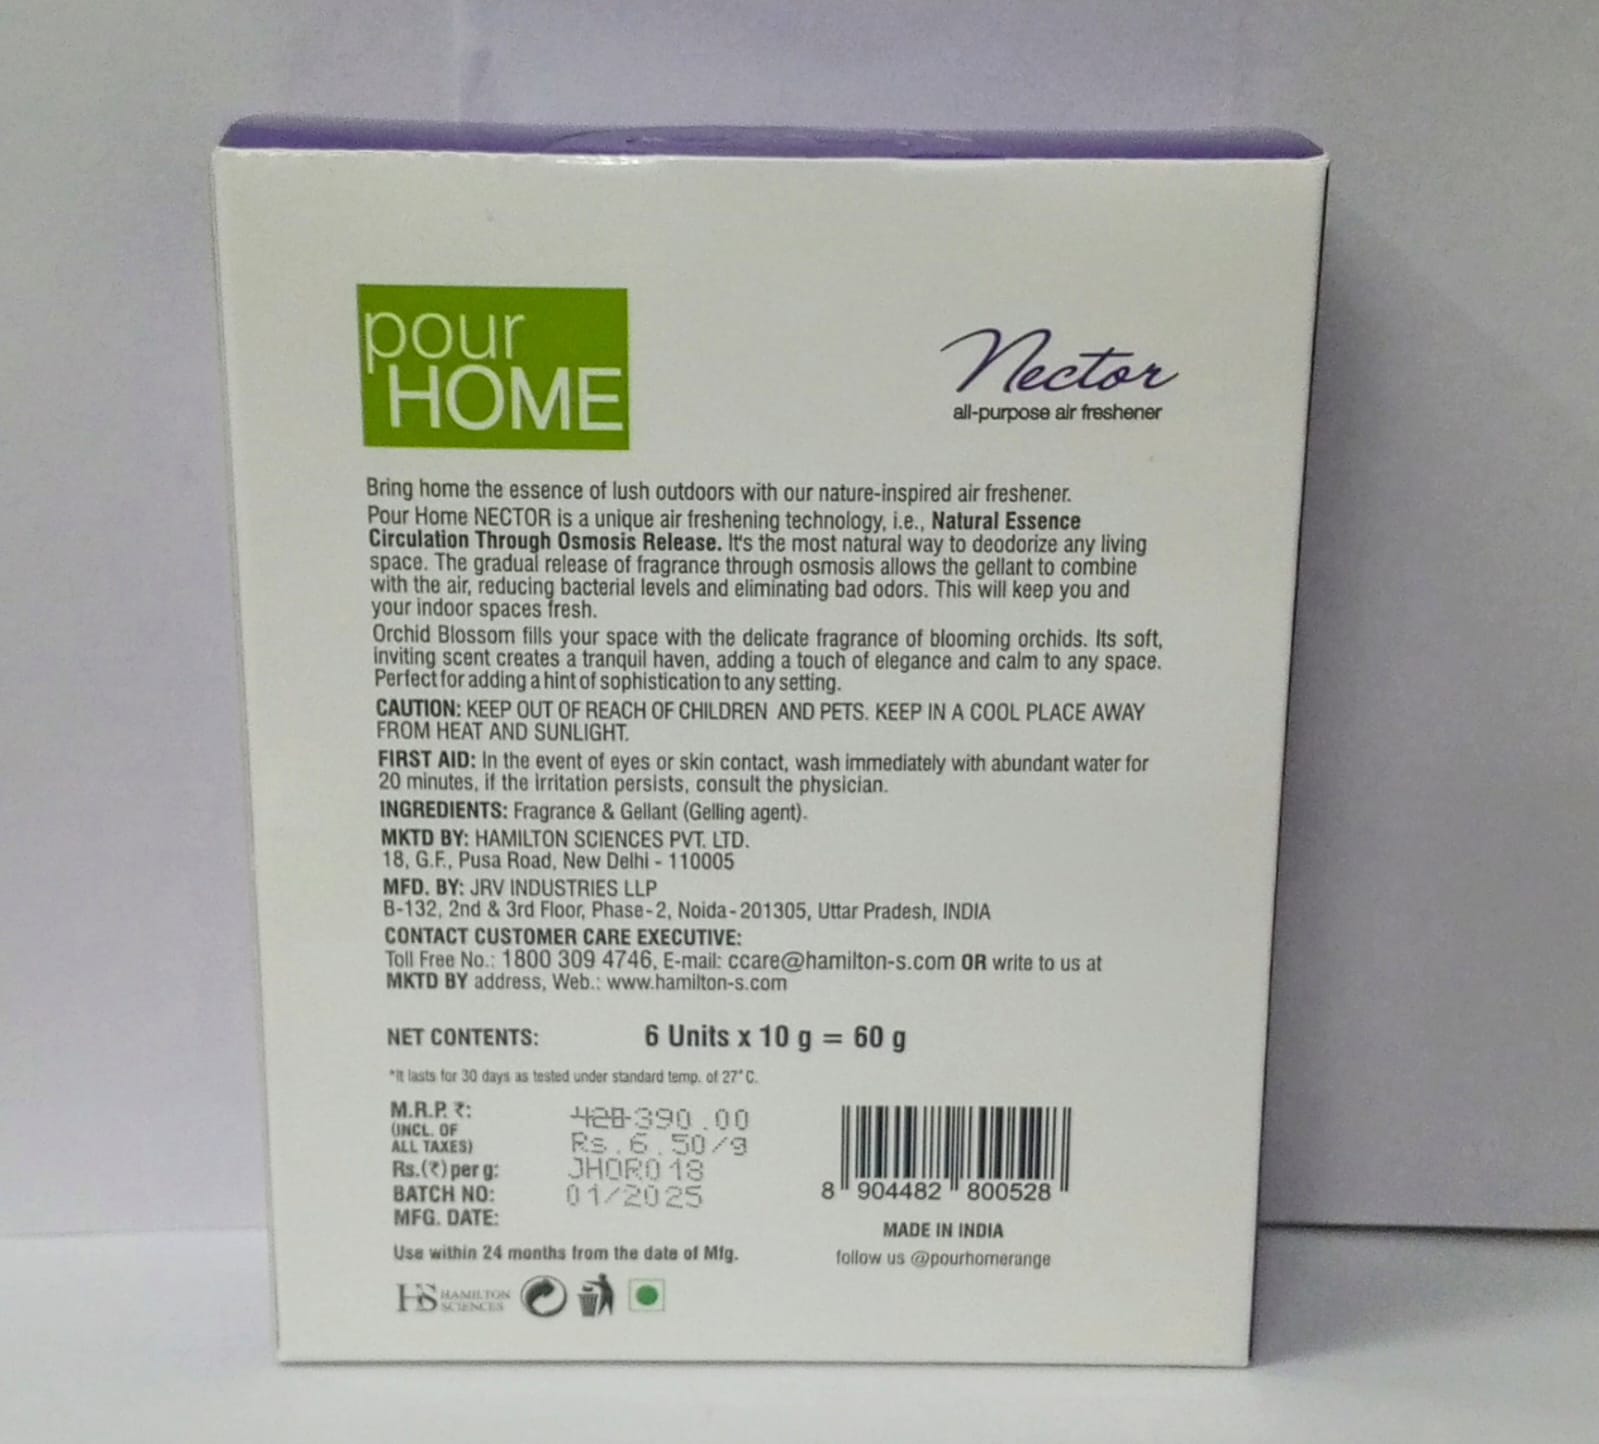 pour
HOME
Nector
all-purpose air freshener
Bring home the essence of lush outdoors with our nature-inspired air freshener.
Pour Home NECTOR is a unique air freshening technology, i.e., Natural Essence
Circulation Through Osmosis Release. It's the most natural way to deodorize any living
space. The gradual release of fragrance through osmosis allows the gellant to combine
with the air, reducing bacterial levels and eliminating bad odors. This will keep you and
your indoor spaces fresh.
Orchid Blossom fills your space with the delicate fragrance of blooming orchids. Its soft,
inviting scent creates a tranquil haven, adding a touch of elegance and calm to any space.
Perfect for adding a hint of sophistication to any setting.
CAUTION: KEEP OUT OF REACH OF CHILDREN AND PETS. KEEP IN A COOL PLACE AWAY
FROM HEAT AND SUNLIGHT.
FIRST AID: In the event of eyes or skin contact, wash immediately with abundant water for
20 minutes, if the irritation persists, consult the physician.
INGREDIENTS: Fragrance & Gellant (Gelling agent).
MKTD BY: HAMILTON SCIENCES PVT. LTD.
18, G.F., Pusa Road, New Delhi - 110005
MFD. BY: JRV INDUSTRIES LLP
B-132, 2nd & 3rd Floor, Phase-2, Noida-201305, Uttar Pradesh, INDIA
CONTACT CUSTOMER CARE EXECUTIVE:
Toll Free No.: 1800 309 4746, E-mail: ccare@hamilton-s.com OR write to us at
MKTD BY address, Web.: www.hamilton-s.com
NET CONTENTS: 6 Units x 10 g = 60 g
*It lasts for 30 days as tested under standard temp. of 27°C.
M.R.P. ₹: 420 390.00
(INCL. OF
ALL TAXES) Rs.6.50/g
Rs.(₹) per g: JHOR018
BATCH NO: 01/2025
MFG. DATE:
8 904482 800528
MADE IN INDIA
Use within 24 months from the date of Mfg.
follow us @pourhomerange
HS HAMILTON
SCIENCES